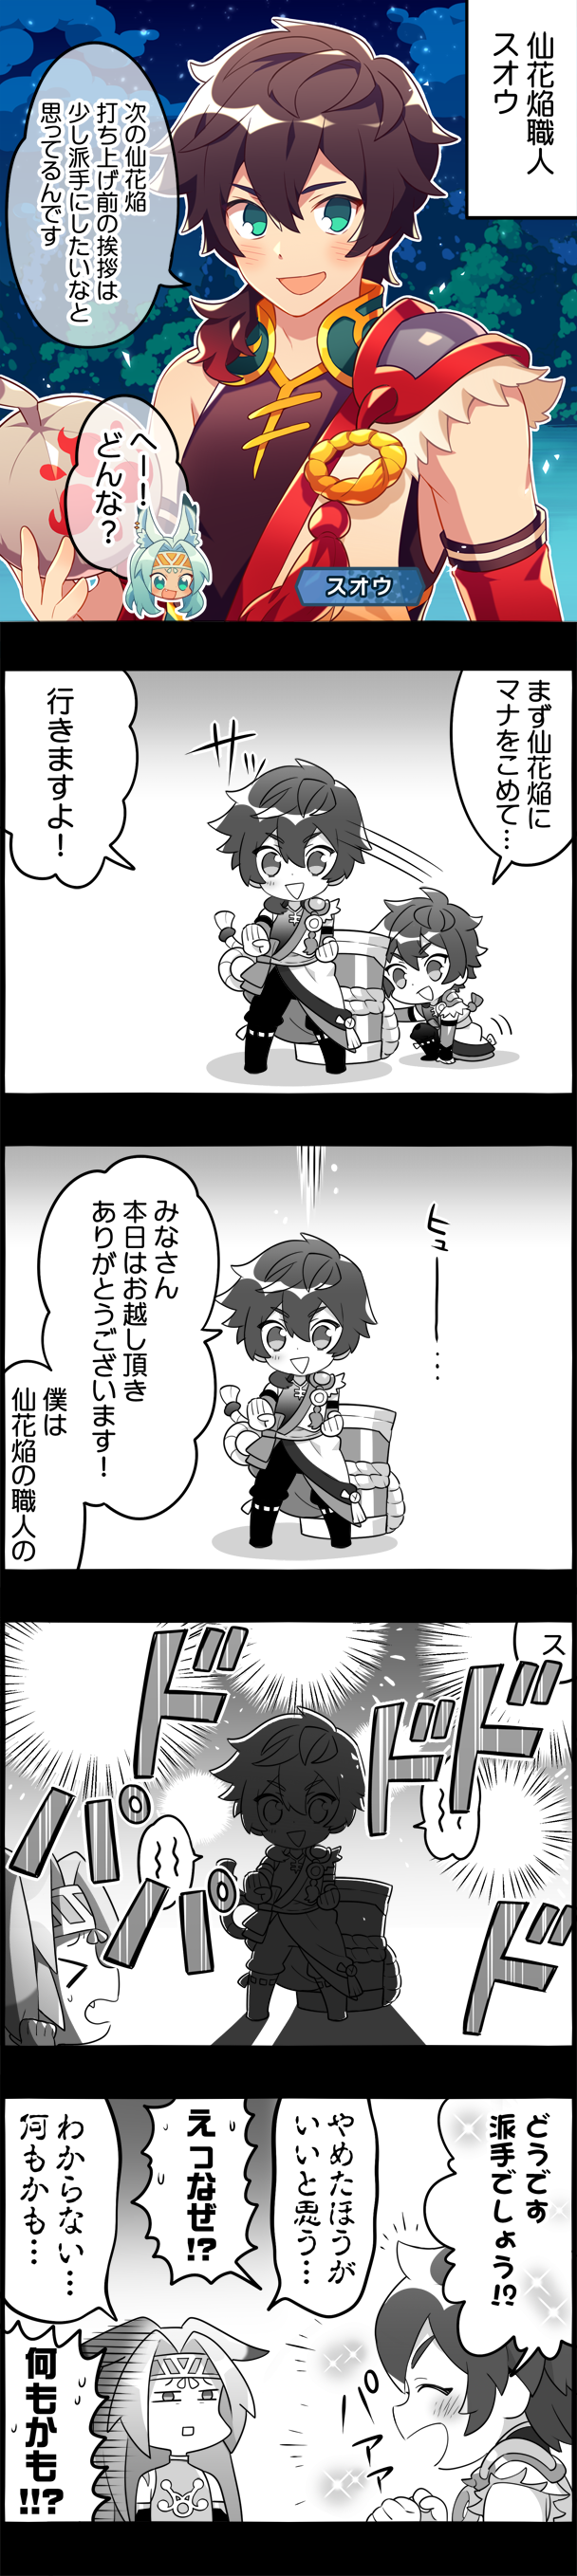 仙花焔職人
スオウ
次の仙花焔
打ち上げ前の挨拶は
少し派手にしたいなと
思ってるんです
へー!
どんな?
スオウ
まず仙花焔に
マナをこめて…
サッ
行きますよ!
ヒュー…
みなさん
本日はお越し頂き
ありがとうございます!
僕は
仙花焔の職人の
ス
ドドドド
パパパ
どうです
派手でしょう!?
パァァ
やめたほうが
いいと思う…
えっなぜ!?
わからない…
何もかも…
何もかも!!?